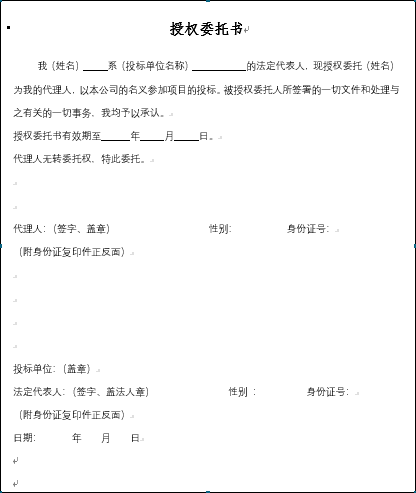 授权委托书
我（姓名）_____系（投标单位名称）___________的法定代表人，现授权委托（姓名）
为我的代理人，以本公司的名义参加项目的投标。被授权委托人所签署的一切文件和处理与
之有关的一切事务，我均予以承认。
授权委托书有效期至______年_____月_____日。
代理人无转委托权，特此委托。
代理人：（签字、盖章） 性别： 身份证号：
（附身份证复印件正反面）
投标单位：（盖章）
法定代表人：（签字、盖法人章） 性别 ： 身份证号：
（附身份证复印件正反面）
日期： 年 月 日